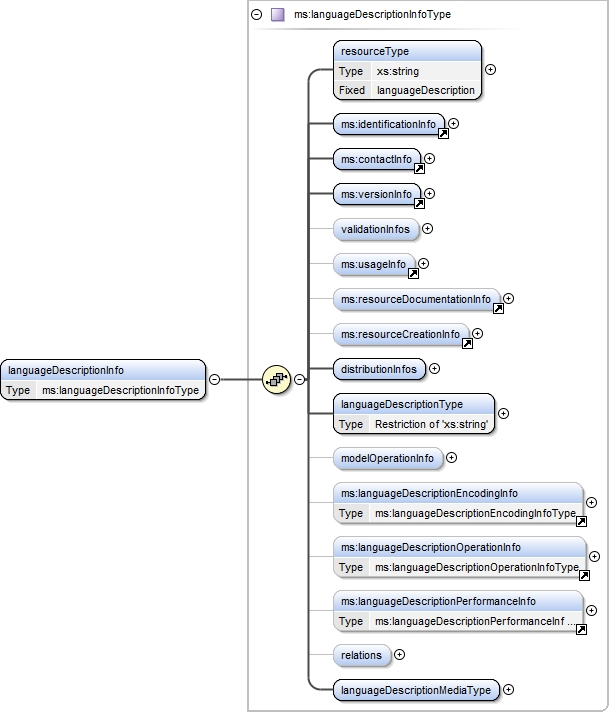 ms:languageDescriptionInfoType
resourceType
Type xs:string
Fixed languageDescription
ms:identificationInfo
ms:contactInfo
ms:versionInfo
validationInfos
ms:usageInfo
ms:resourceDocumentationInfo
ms:resourceCreationInfo
languageDescriptionInfo
Type ms:languageDescriptionInfoType
distributionInfos
languageDescriptionType
Type Restriction of 'xs:string'
modelOperationInfo
ms:languageDescriptionEncodingInfo
Type ms:languageDescriptionEncodingInfoType
ms:languageDescriptionOperationInfo
Type ms:languageDescriptionOperationInfoType
ms:languageDescriptionPerformanceInfo
Type ms:languageDescriptionPerformanceInf ...
relations
languageDescriptionMediaType